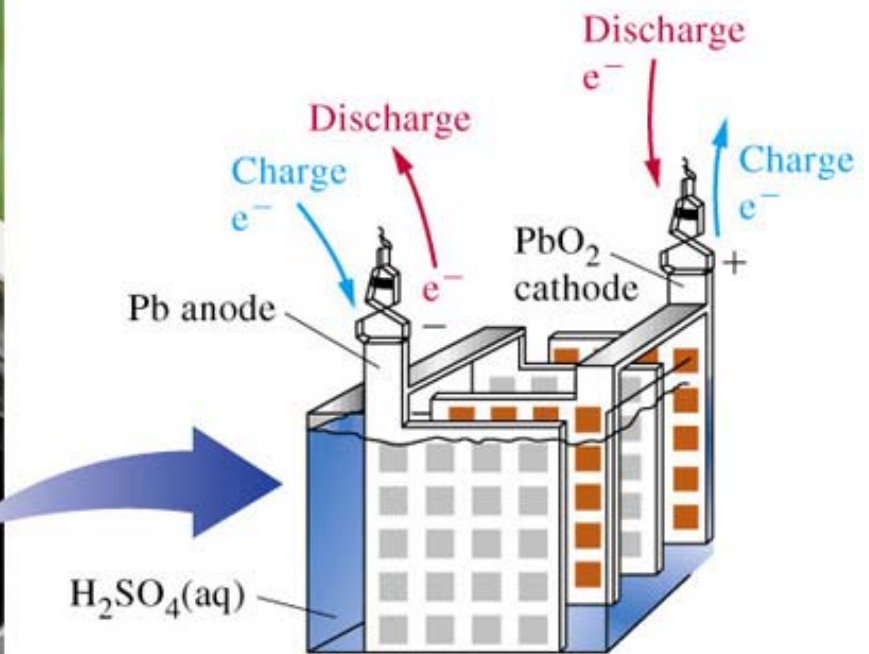 Discharge
e⁻
Discharge
Charge
e⁻
Charge
e⁻
PbO₂
cathode
+
e⁻
Pb anode
−
H₂SO₄(aq)